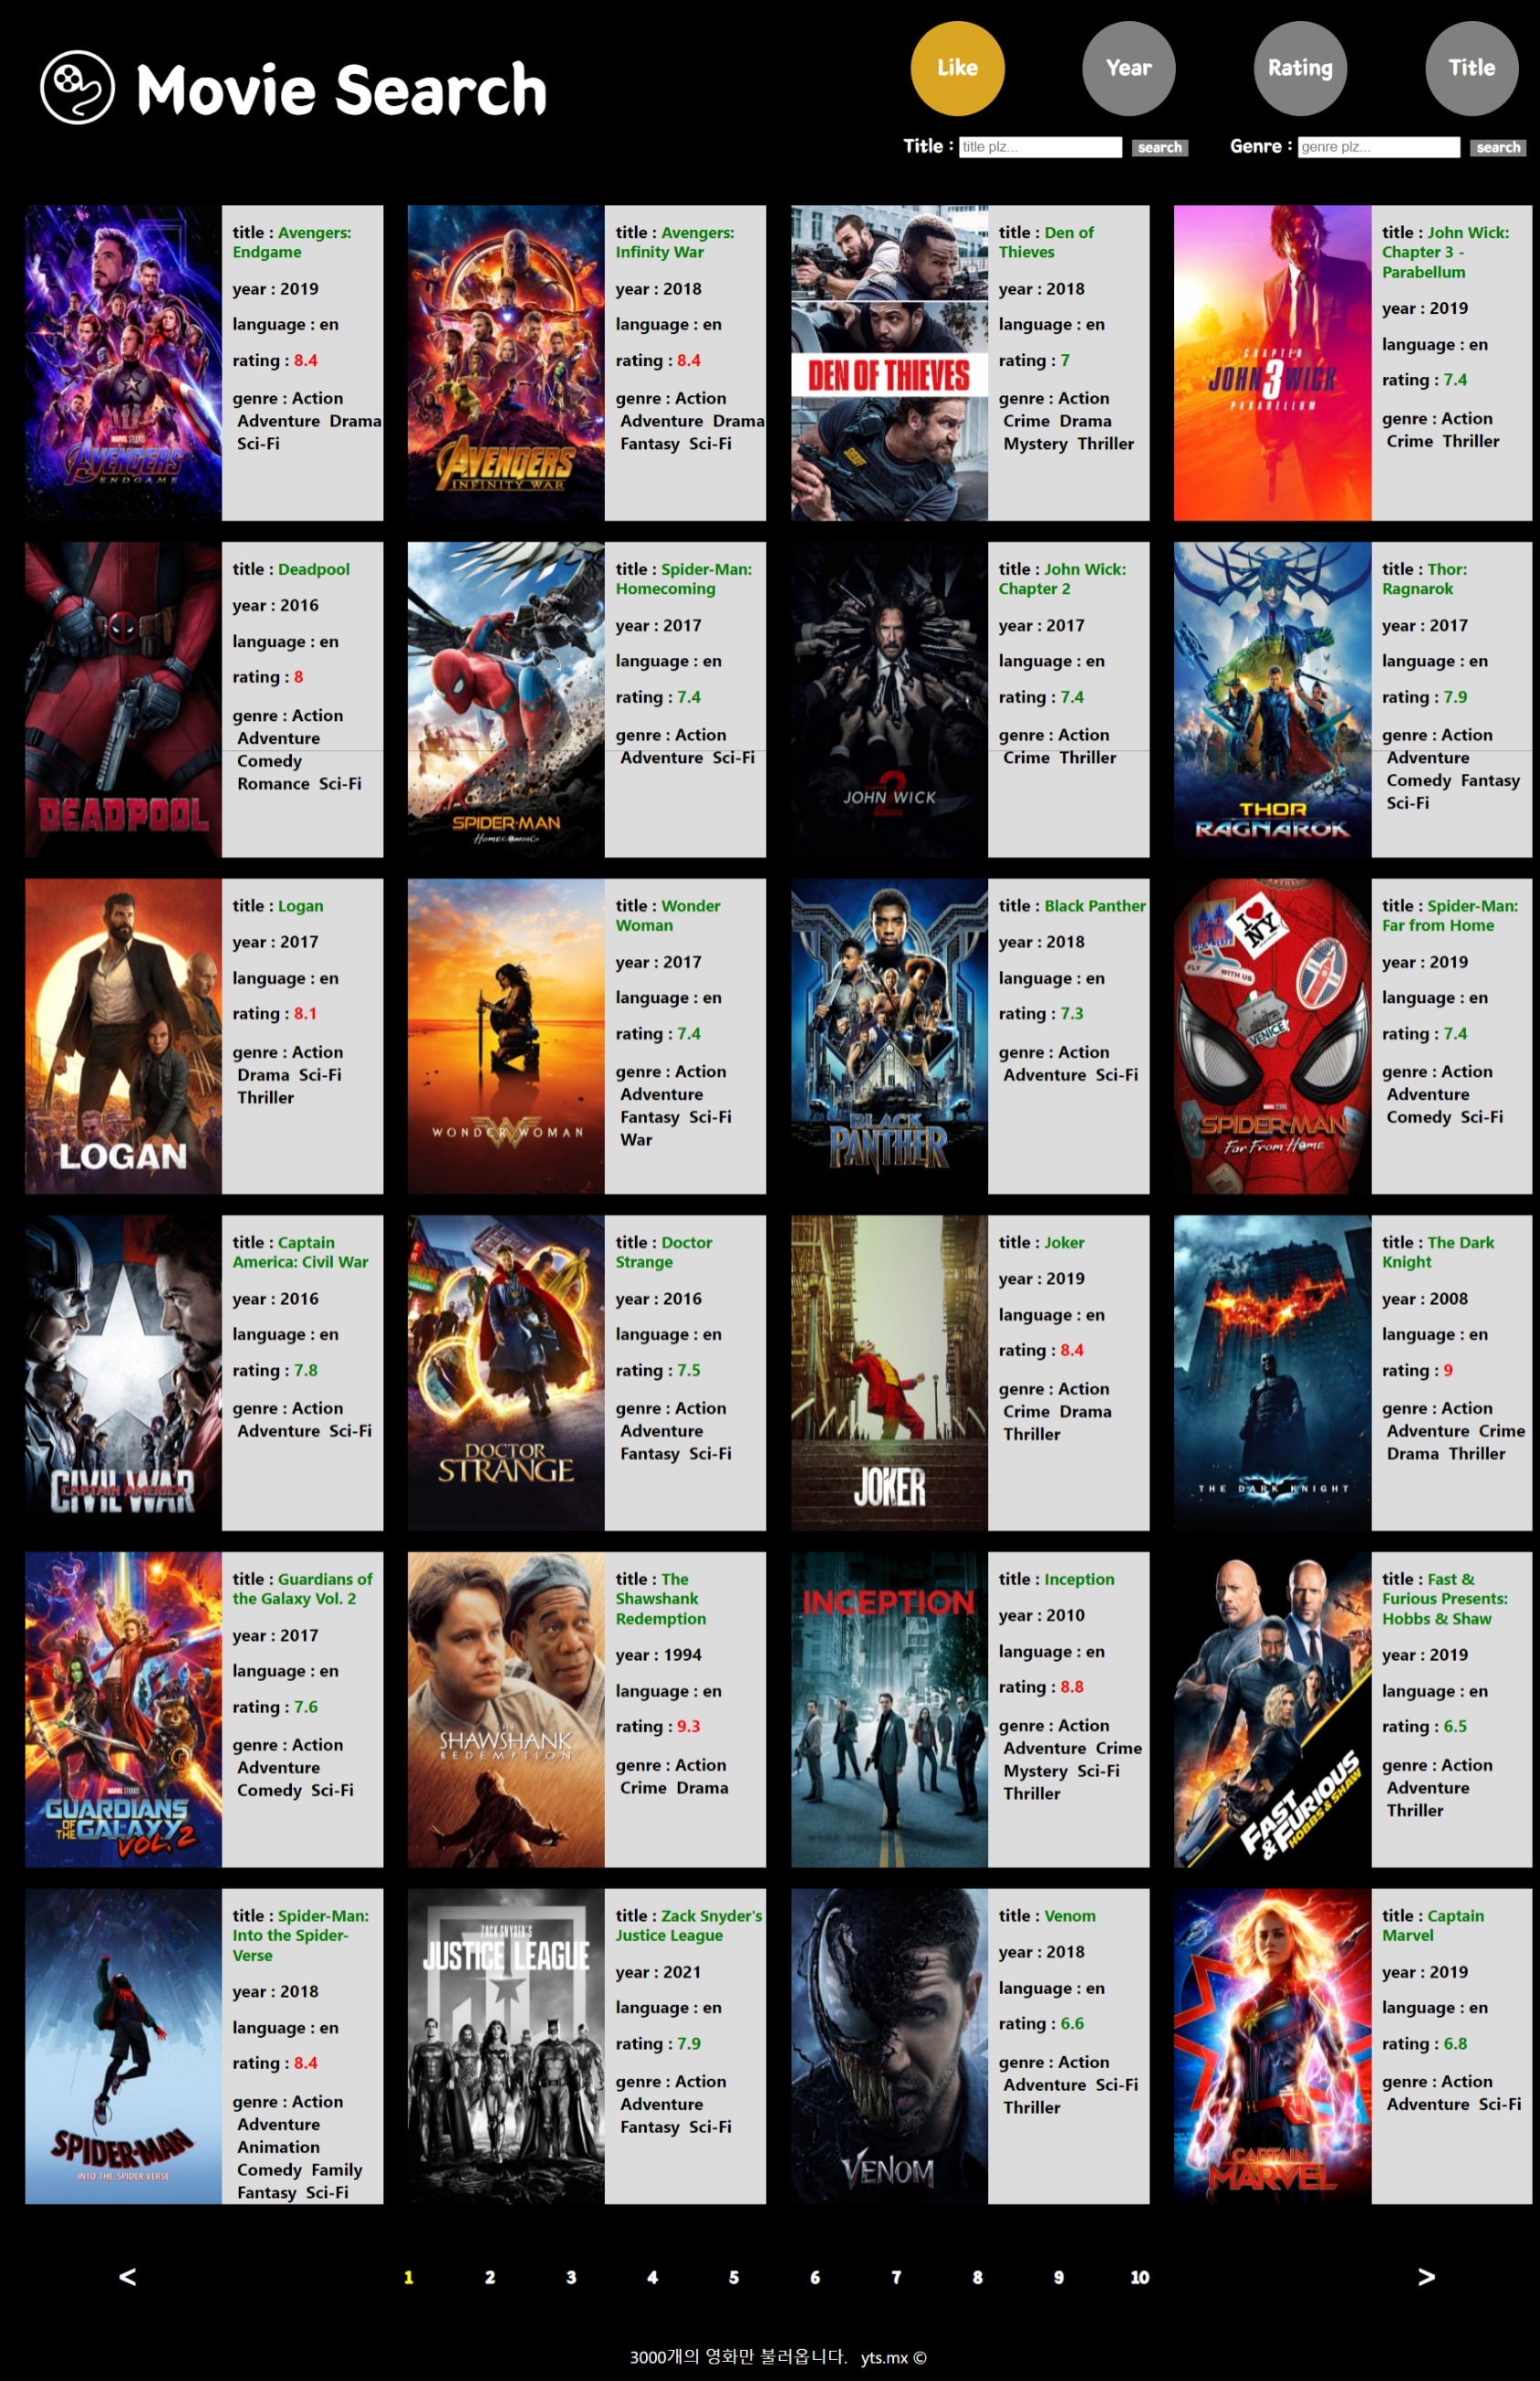 Movie Search
Like
Year
Rating
Title
Title : title plz... search
Genre : genre plz... search
MARVEL STUDIOS
AVENGERS
ENDGAME
title : Avengers:
Endgame
year : 2019
language : en
rating : 8.4
genre : Action
Adventure Drama
Sci-Fi
AVENGERS
INFINITY WAR
title : Avengers:
Infinity War
year : 2018
language : en
rating : 8.4
genre : Action
Adventure Drama
Fantasy Sci-Fi
DEN OF THIEVES
SHERIFF
title : Den of
Thieves
year : 2018
language : en
rating : 7
genre : Action
Crime Drama
Mystery Thriller
CHAPTER
JOHN 3 WICK
PARABELLUM
title : John Wick:
Chapter 3 -
Parabellum
year : 2019
language : en
rating : 7.4
genre : Action
Crime Thriller
DEADPOOL
title : Deadpool
year : 2016
language : en
rating : 8
genre : Action
Adventure
Comedy
Romance Sci-Fi
SPIDER-MAN
HOMECOMING
title : Spider-Man:
Homecoming
year : 2017
language : en
rating : 7.4
genre : Action
Adventure Sci-Fi
JOHN WICK
2
title : John Wick:
Chapter 2
year : 2017
language : en
rating : 7.4
genre : Action
Crime Thriller
THOR
RAGNAROK
title : Thor:
Ragnarok
year : 2017
language : en
rating : 7.9
genre : Action
Adventure
Comedy Fantasy
Sci-Fi
LOGAN
title : Logan
year : 2017
language : en
rating : 8.1
genre : Action
Drama Sci-Fi
Thriller
WONDER WOMAN
title : Wonder
Woman
year : 2017
language : en
rating : 7.4
genre : Action
Adventure
Fantasy Sci-Fi
War
BLACK
PANTHER
title : Black Panther
year : 2018
language : en
rating : 7.3
genre : Action
Adventure Sci-Fi
I NY
PRAGUE
FLY WITH US
VENICE
SPIDER-MAN
Far From Home
title : Spider-Man:
Far from Home
year : 2019
language : en
rating : 7.4
genre : Action
Adventure
Comedy Sci-Fi
CIVIL WAR
CAPTAIN AMERICA
title : Captain
America: Civil War
year : 2016
language : en
rating : 7.8
genre : Action
Adventure Sci-Fi
DOCTOR
STRANGE
title : Doctor
Strange
year : 2016
language : en
rating : 7.5
genre : Action
Adventure
Fantasy Sci-Fi
JOKER
title : Joker
year : 2019
language : en
rating : 8.4
genre : Action
Crime Drama
Thriller
THE DARK KNIGHT
title : The Dark
Knight
year : 2008
language : en
rating : 9
genre : Action
Adventure Crime
Drama Thriller
MARVEL STUDIOS
GUARDIANS
OF THE GALAXY
VOL. 2
title : Guardians of
the Galaxy Vol. 2
year : 2017
language : en
rating : 7.6
genre : Action
Adventure
Comedy Sci-Fi
THE
SHAWSHANK
REDEMPTION
title : The
Shawshank
Redemption
year : 1994
language : en
rating : 9.3
genre : Action
Crime Drama
INCEPTION
title : Inception
year : 2010
language : en
rating : 8.8
genre : Action
Adventure Crime
Mystery Sci-Fi
Thriller
FAST
& FURIOUS
HOBBS & SHAW
title : Fast &
Furious Presents:
Hobbs & Shaw
year : 2019
language : en
rating : 6.5
genre : Action
Adventure
Thriller
SPIDER-MAN
INTO THE SPIDER-VERSE
title : Spider-Man:
Into the Spider-
Verse
year : 2018
language : en
rating : 8.4
genre : Action
Adventure
Animation
Comedy Family
Fantasy Sci-Fi
ZACK SNYDER'S
JUSTICE LEAGUE
title : Zack Snyder's
Justice League
year : 2021
language : en
rating : 7.9
genre : Action
Adventure
Fantasy Sci-Fi
VENOM
title : Venom
year : 2018
language : en
rating : 6.6
genre : Action
Adventure Sci-Fi
Thriller
CAPTAIN
MARVEL
title : Captain
Marvel
year : 2019
language : en
rating : 6.8
genre : Action
Adventure Sci-Fi
< 1 2 3 4 5 6 7 8 9 10 >
3000개의 영화만 불러옵니다. yts.mx ©